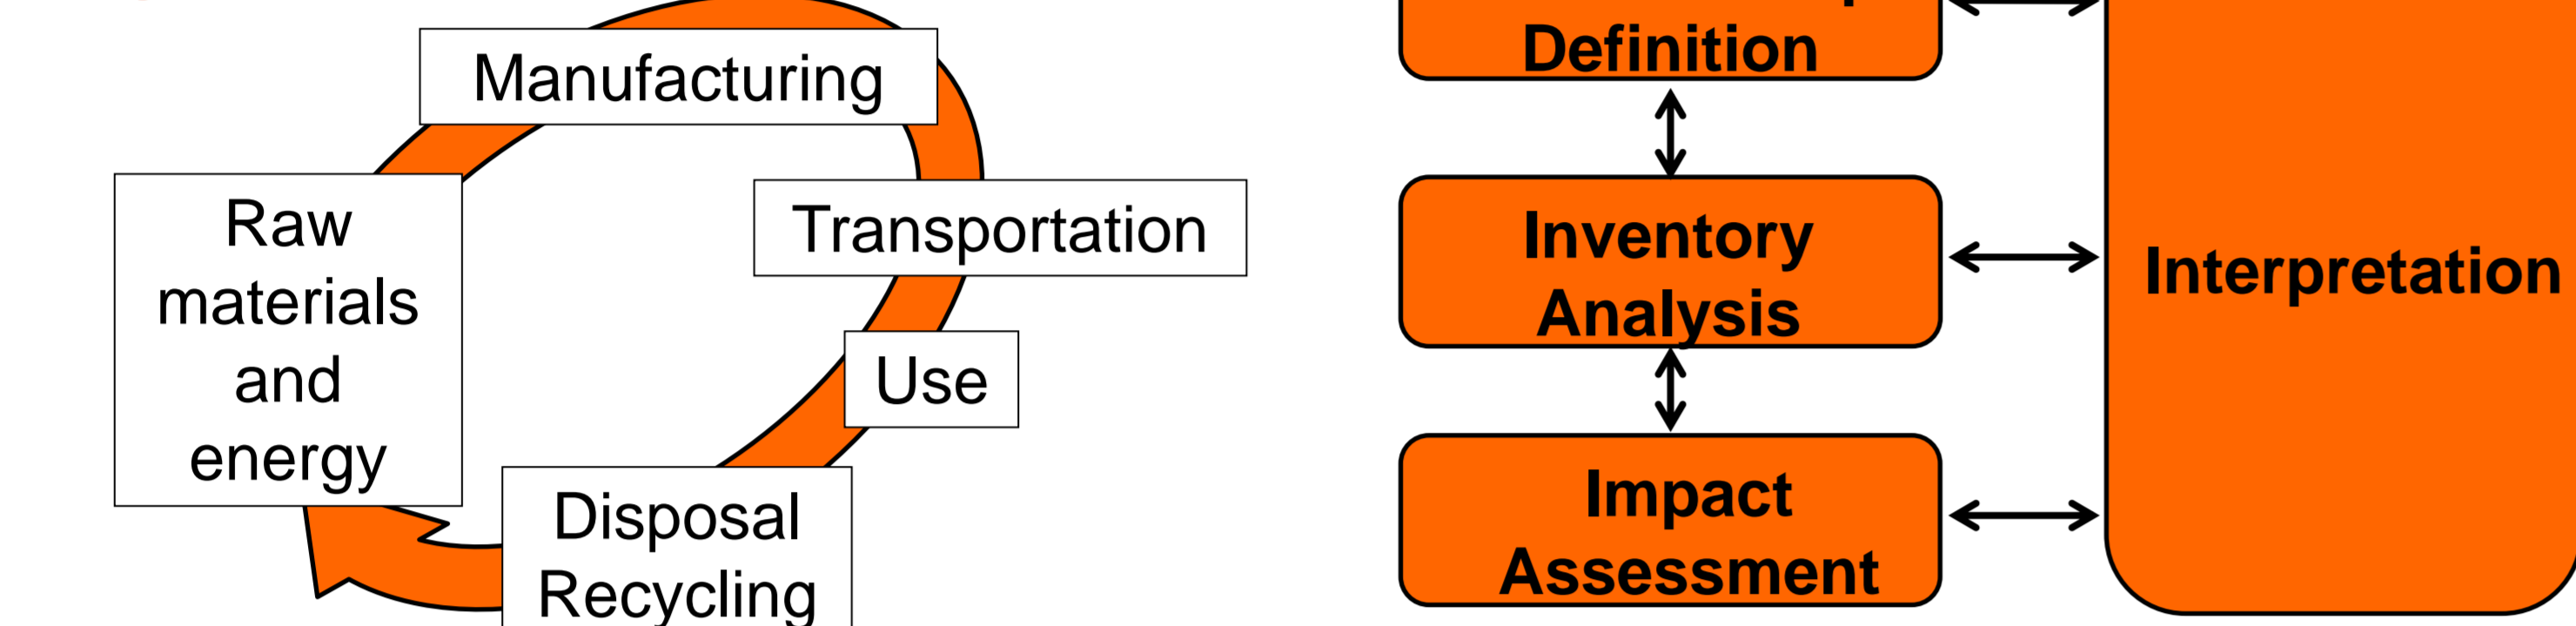 Manufacturing
Raw
materials
and
energy
Transportation
Use
Disposal
Recycling
Definition
Inventory
Analysis
Impact
Assessment
Interpretation